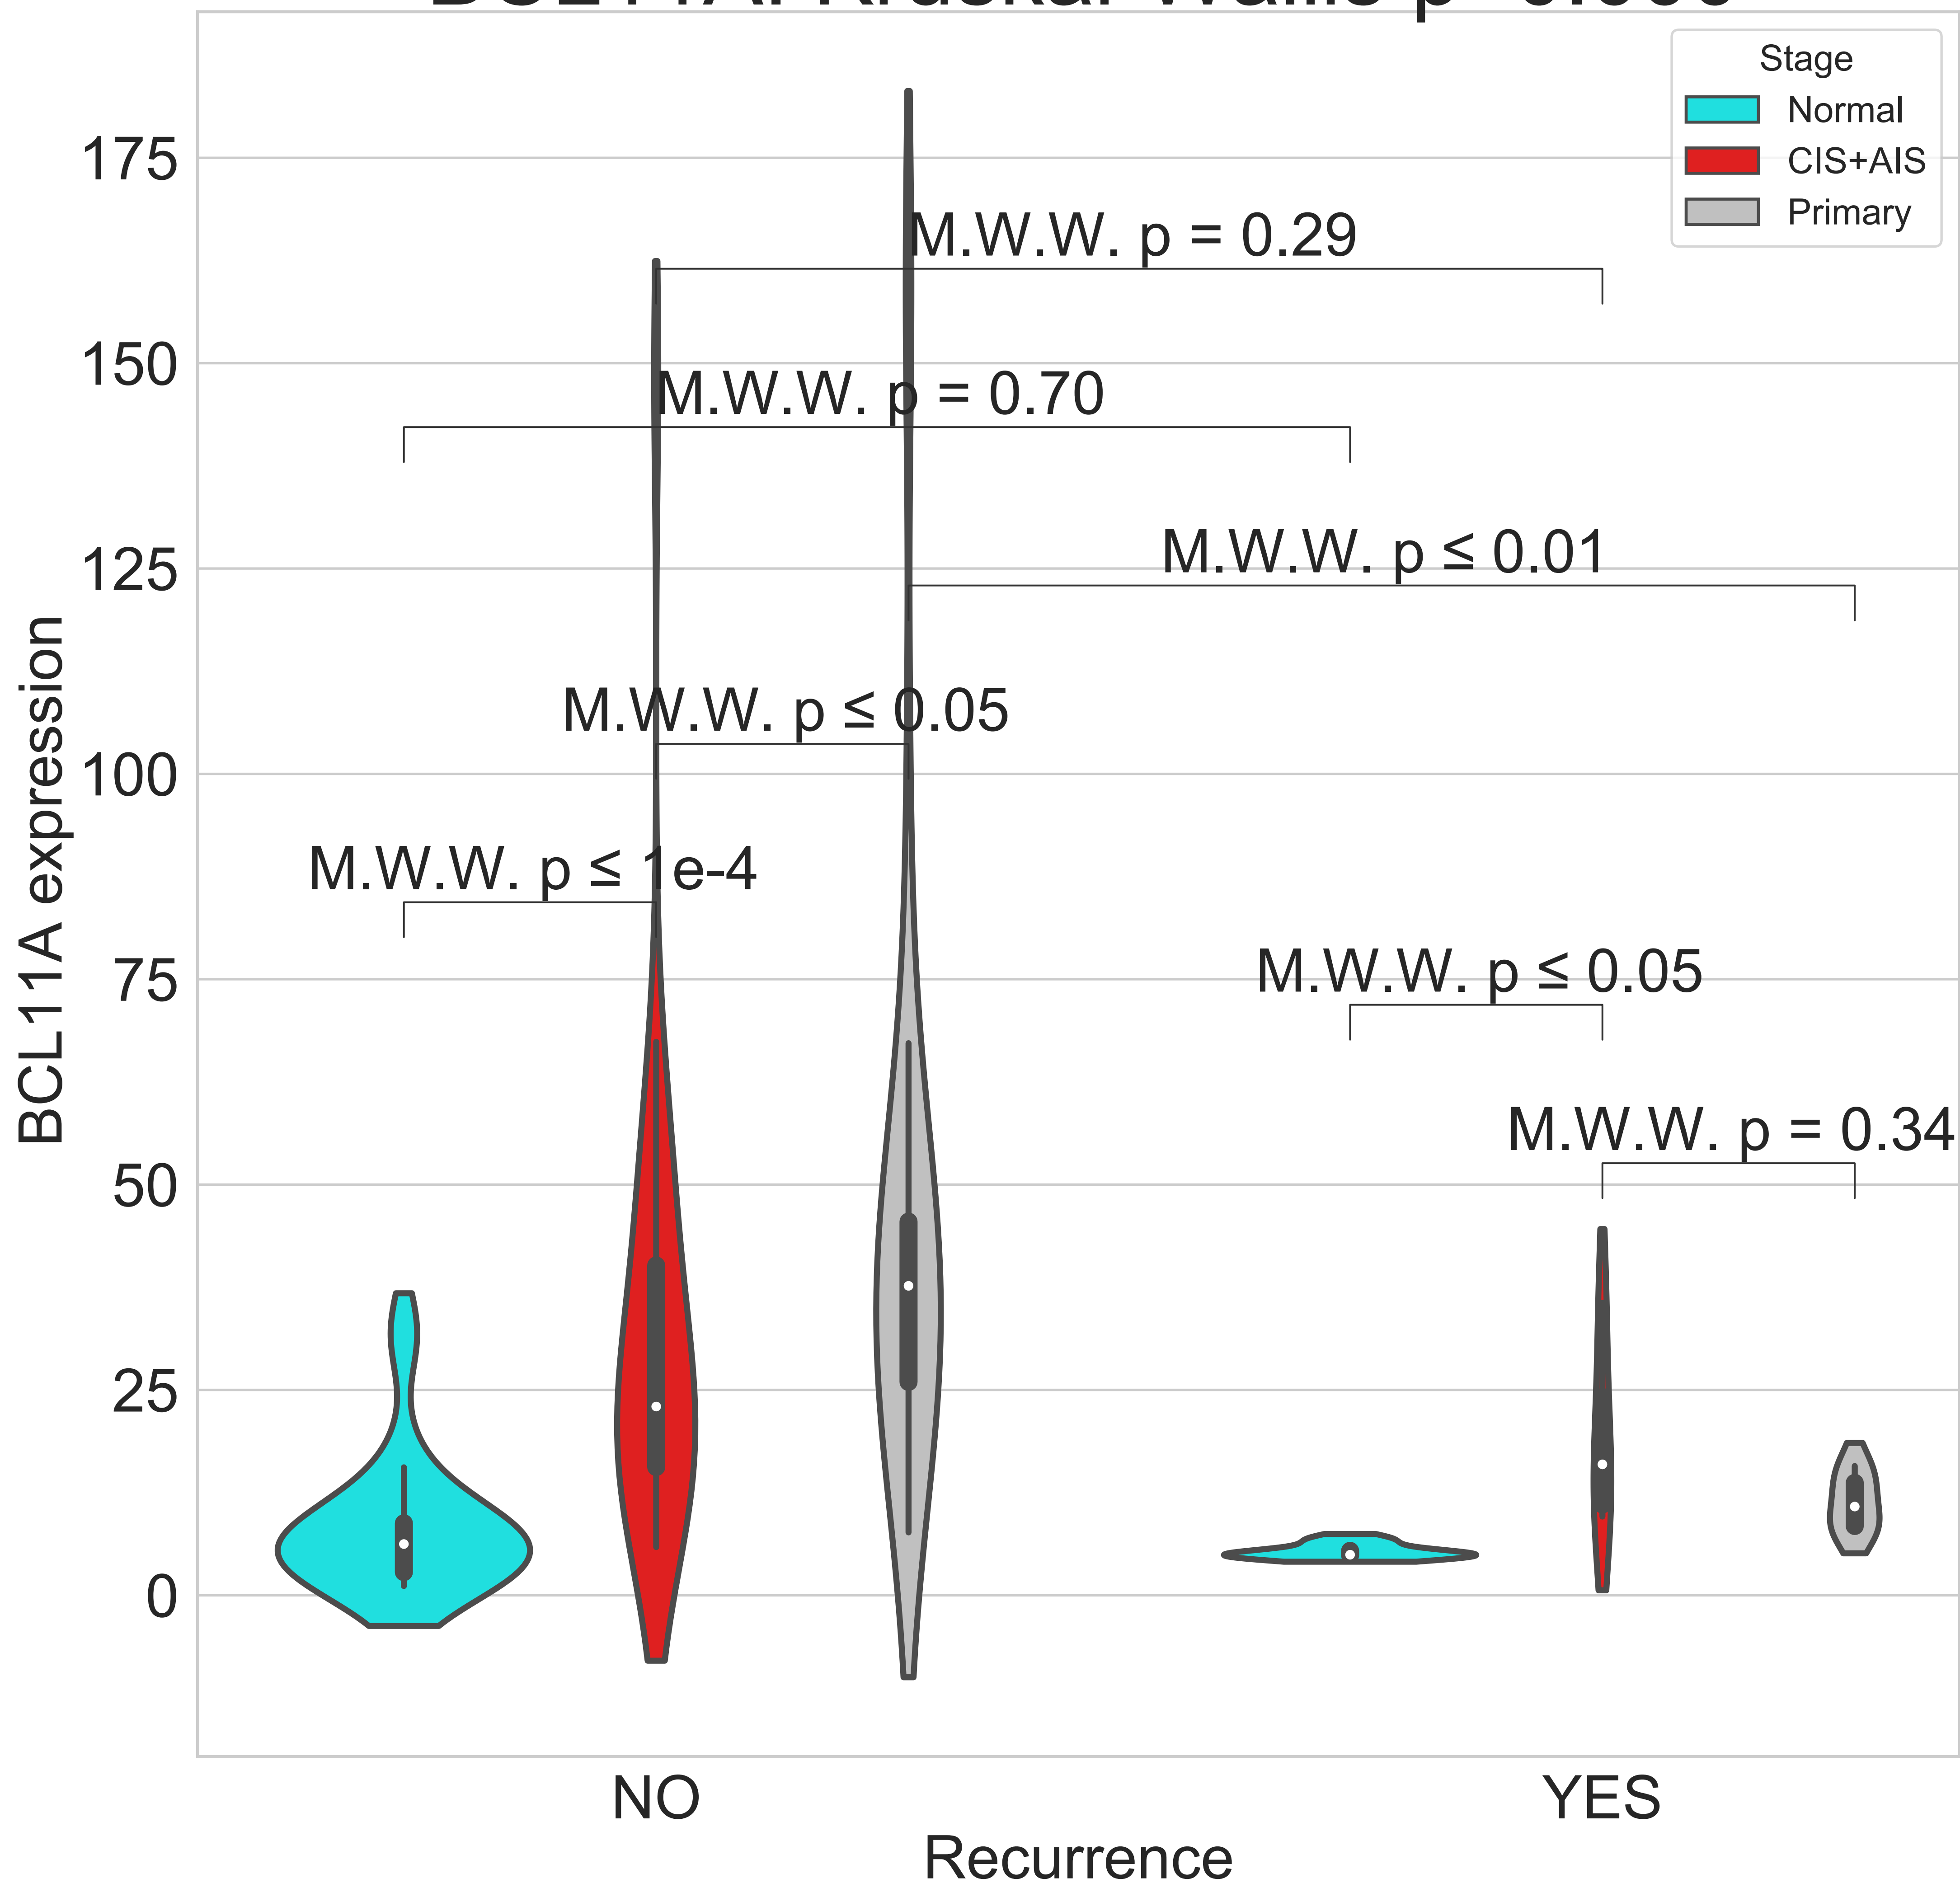 Stage
Normal
CIS+AIS
Primary
175
150
125
100
75
50
25
0
BCL11A expression
M.W.W. p = 0.29
M.W.W. p = 0.70
M.W.W. p ≤ 0.01
M.W.W. p ≤ 0.05
M.W.W. p ≤ 1e-4
M.W.W. p ≤ 0.05
M.W.W. p = 0.34
NO
YES
Recurrence